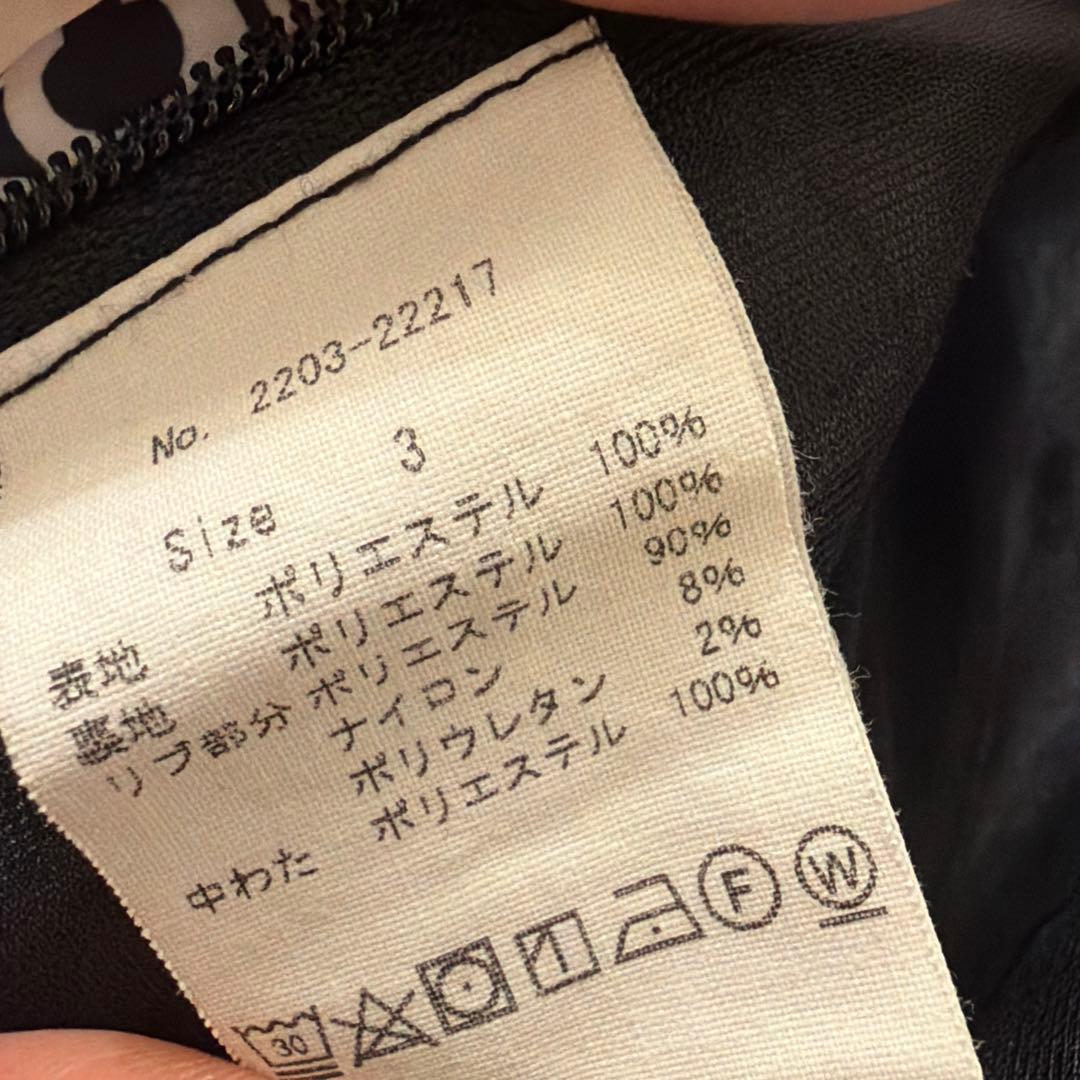 No. 2203-22217
Size 3
表地 ポリエステル 100%
裏地 ポリエステル 100%
リブ部分 ポリエステル 90%
ナイロン 8%
ポリウレタン 2%
中わた ポリエステル 100%
30 F W